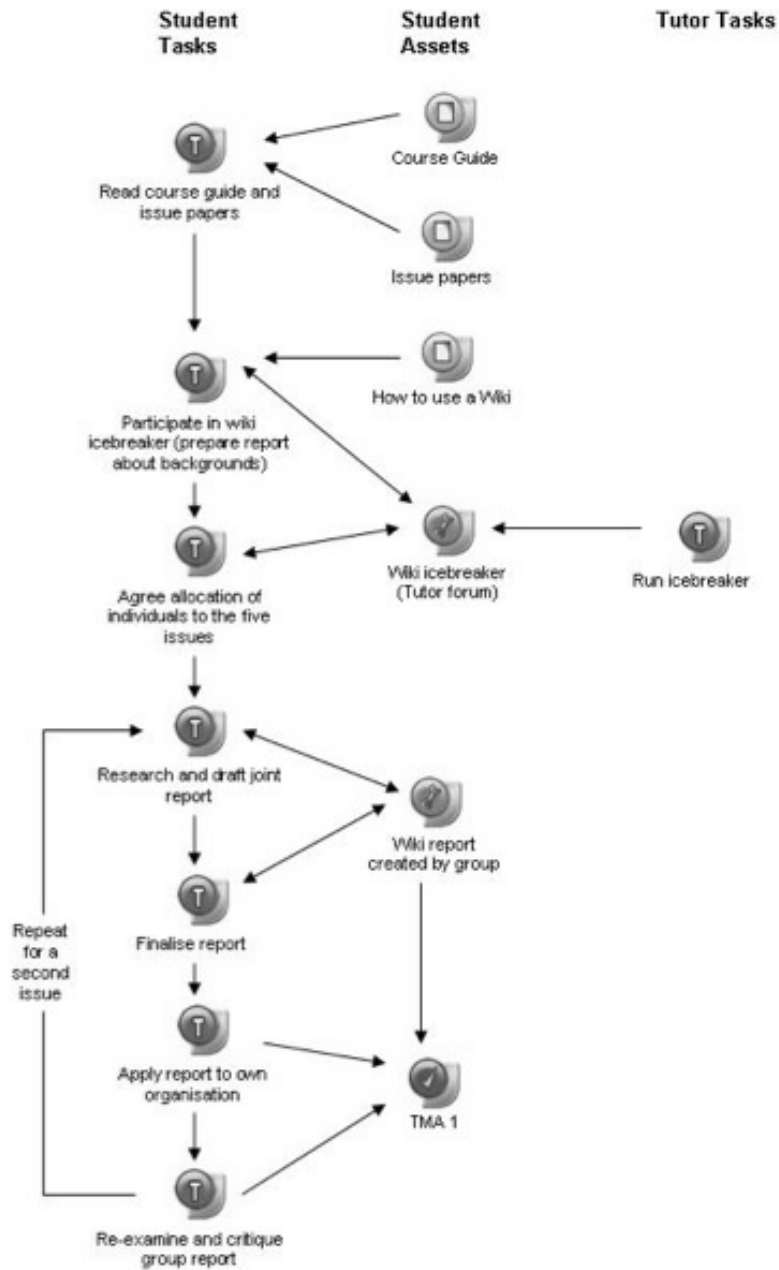 Student
Tasks
Student
Assets
Tutor Tasks
T
Course Guide
Read course guide and
issue papers
Issue papers
T
How to use a Wiki
Participate in wiki
icebreaker (prepare report
about backgrounds)
T
Wiki icebreaker
(Tutor forum)
T
Run icebreaker
Agree allocation of
individuals to the five
issues
T
Research and draft joint
report
Wiki report
created by group
T
Finalise report
Repeat
for a
second
issue
T
Apply report to own
organisation
TMA 1
T
Re-examine and critique
group report